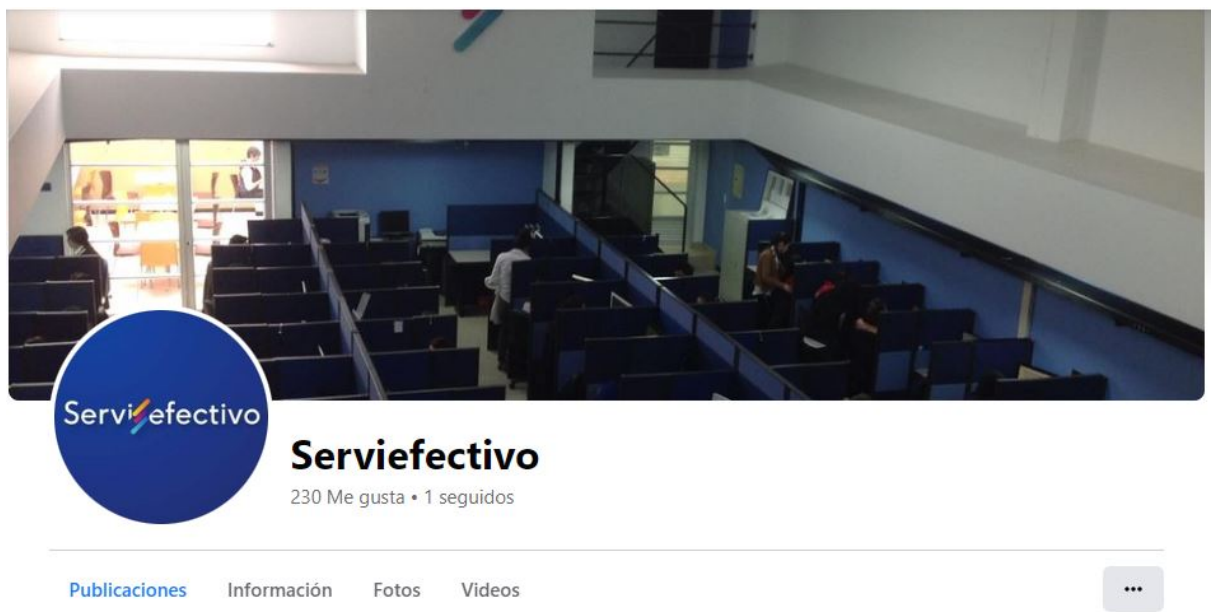 Serviefectivo
Serviefectivo
230 Me gusta • 1 seguidos
Publicaciones
Información
Fotos
Videos